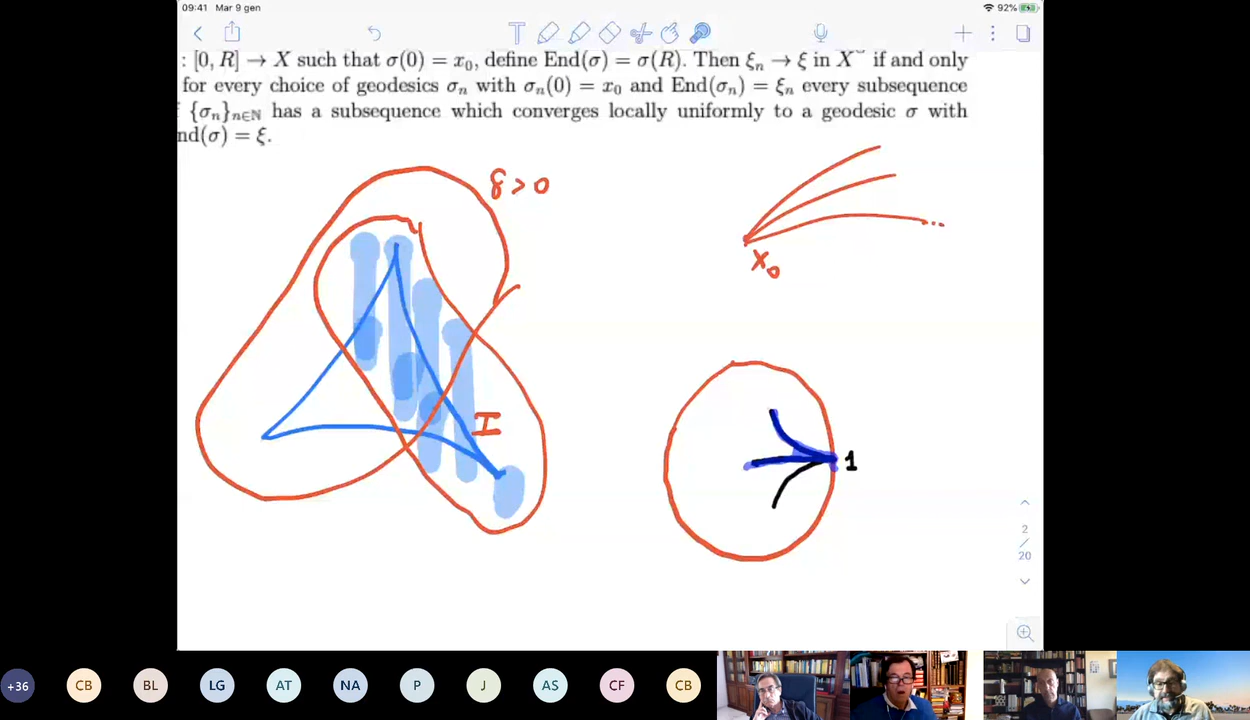 09:41 Mar 9 gen
92%
: [0, R] → X such that σ(0) = x₀, define End(σ) = σ(R). Then ξₙ → ξ in X if and only
for every choice of geodesics σₙ with σₙ(0) = x₀ and End(σₙ) = ξₙ every subsequence
{σₙ}ₙ∈ℕ has a subsequence which converges locally uniformly to a geodesic σ with
nd(σ) = ξ.
δ > 0
x₀
I
1
2
/
20
+36
CB
BL
LG
AT
NA
P
J
AS
CF
CB